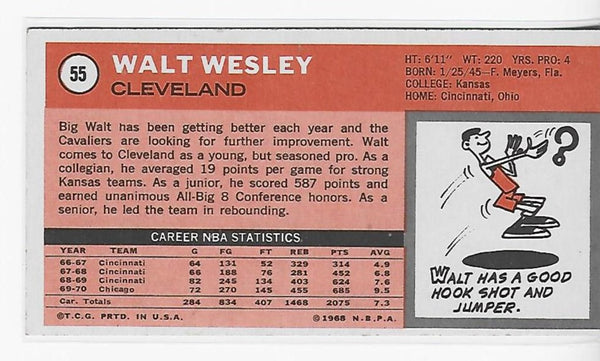 55
WALT WESLEY
CLEVELAND
HT: 6'11" WT: 220 YRS. PRO: 4
BORN: 1/25/45—F. Meyers, Fla.
COLLEGE: Kansas
HOME: Cincinnati, Ohio
Big Walt has been getting better each year and the
Cavaliers are looking for further improvement. Walt
comes to Cleveland as a young, but seasoned pro. As a
collegian, he averaged 19 points per game for strong
Kansas teams. As a junior, he scored 587 points and
earned unanimous All-Big 8 Conference honors. As a
senior, he led the team in rebounding.
CAREER NBA STATISTICS
YEAR TEAM G FG FT REB PTS AVG
66-67 Cincinnati 64 131 52 329 314 4.9
67-68 Cincinnati 66 188 76 281 452 6.8
68-69 Cincinnati 82 245 134 403 624 7.6
69-70 Chicago 72 270 145 455 685 9.5
Car. Totals 284 834 407 1468 2075 7.3
©T.C.G. PRTD. IN U.S.A. ©1968 N.B.P.A.
?
WALT HAS A GOOD
HOOK SHOT AND
JUMPER.